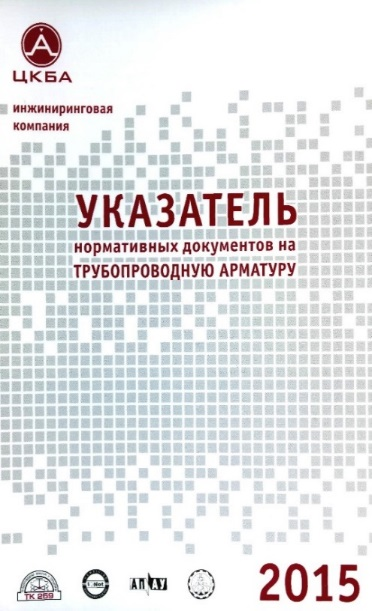 ЦКБА
инжиниринговая
компания
УКАЗАТЕЛЬ
нормативных документов на
ТРУБОПРОВОДНУЮ АРМАТУРУ
ТК 259
2015